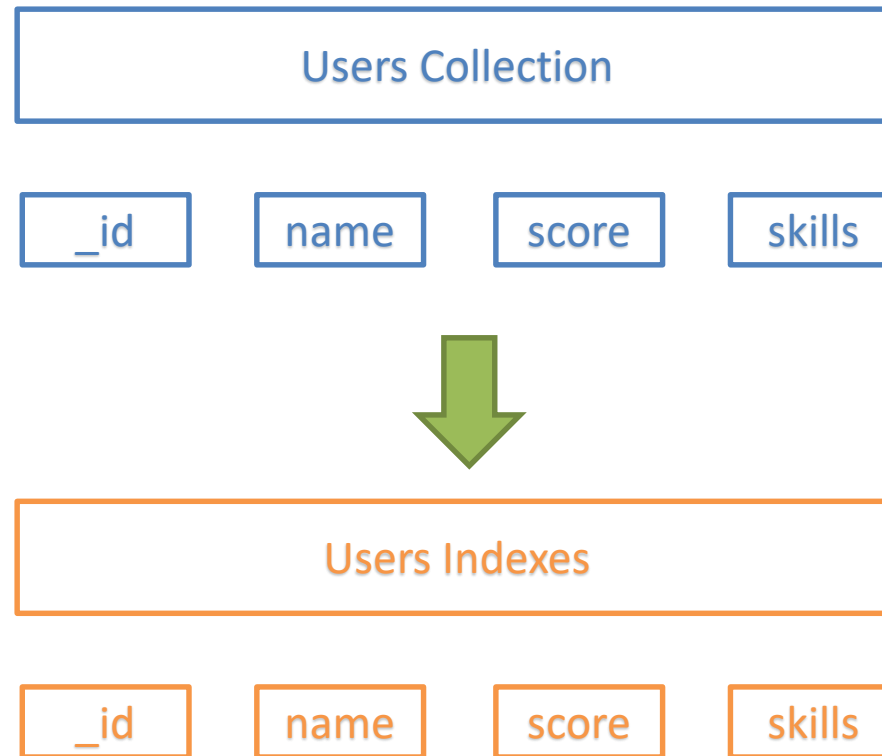 Users Collection
_id name score skills
Users Indexes
_id name score skills